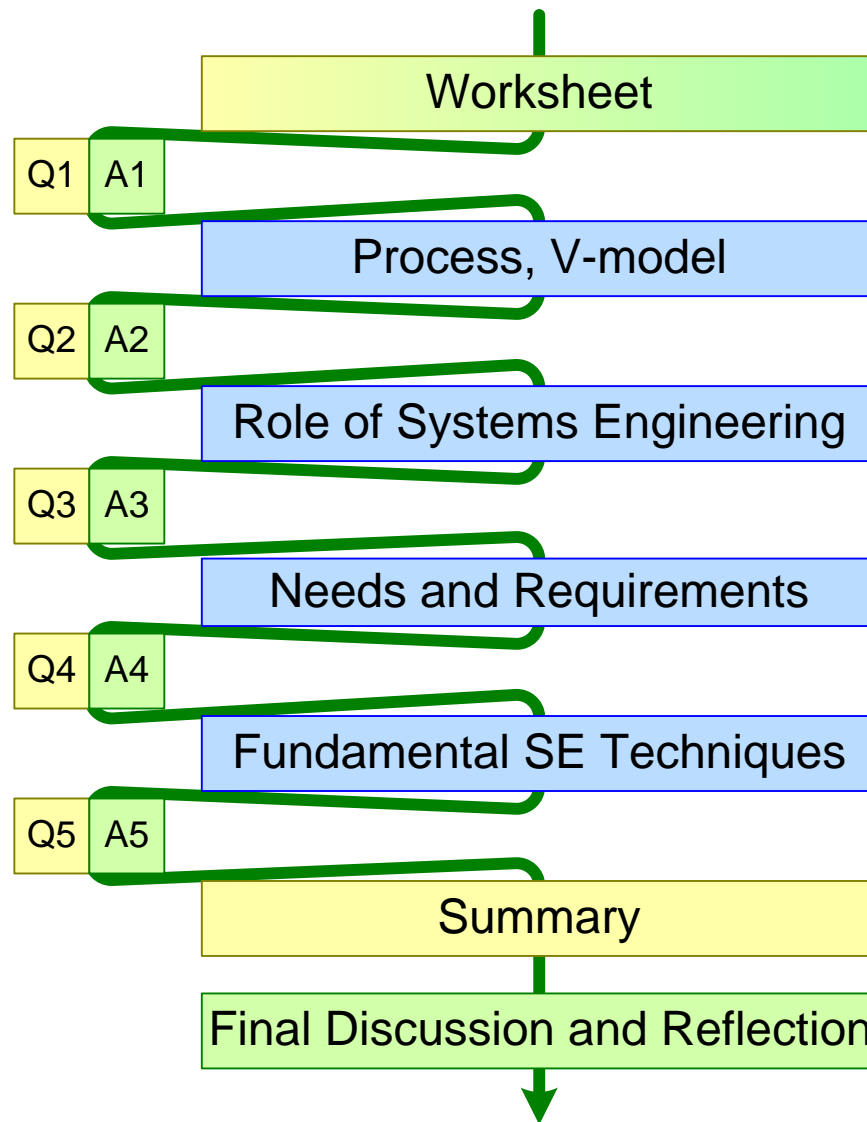 Worksheet
Q1 A1
Process, V-model
Q2 A2
Role of Systems Engineering
Q3 A3
Needs and Requirements
Q4 A4
Fundamental SE Techniques
Q5 A5
Summary
Final Discussion and Reflection